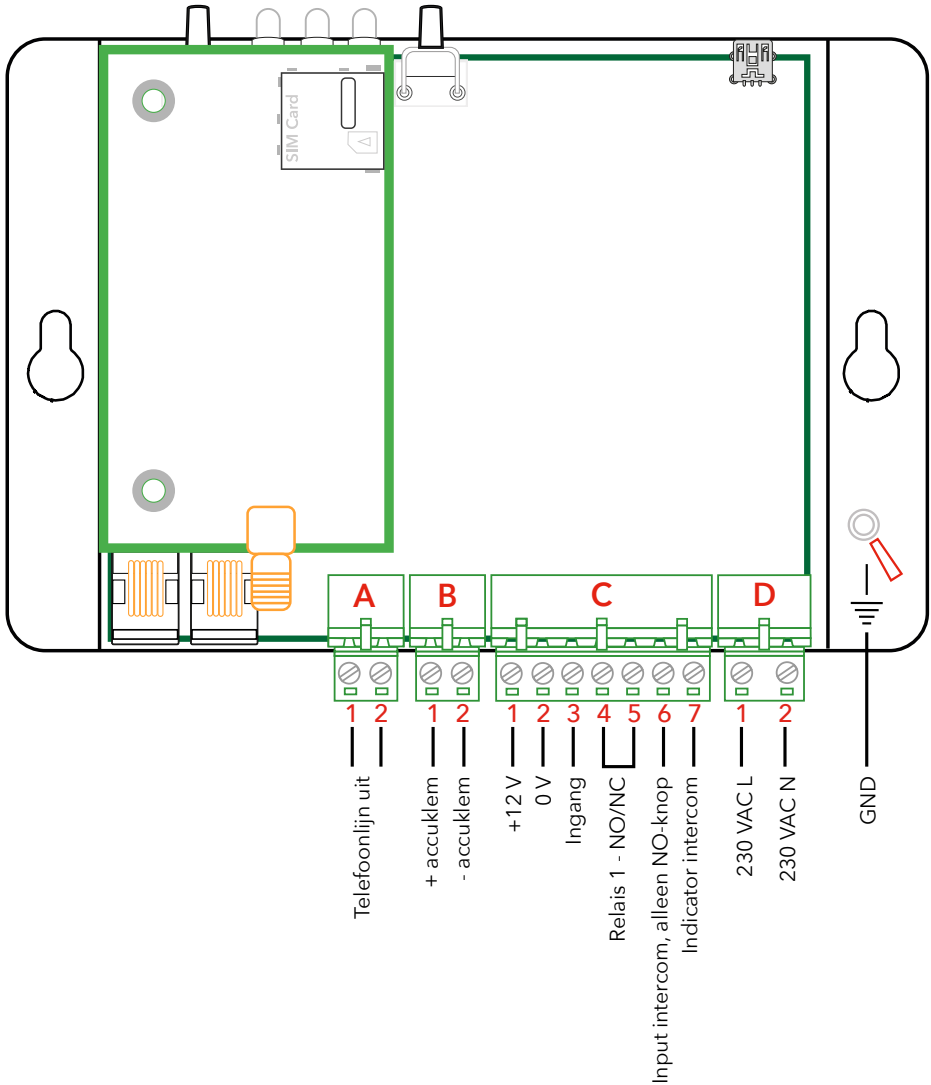 SIM Card
A
B
C
D
1 2
1 2
1 2 3 4 5 6 7
1 2
Telefoonlijn uit
+ accuklem
- accuklem
+12 V
0 V
Ingang
Relais 1 - NO/NC
Input intercom, alleen NO-knop
Indicator intercom
230 VAC L
230 VAC N
GND